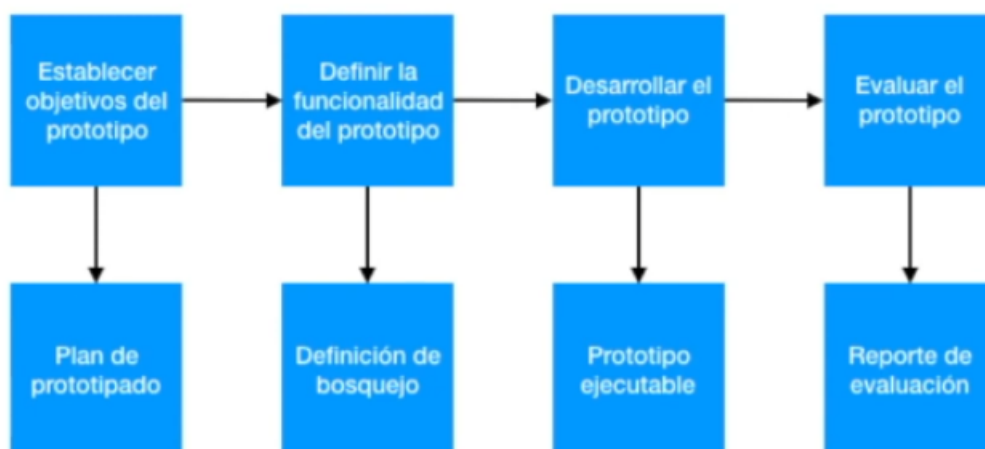 Establecer
objetivos del
prototipo
Definir la
funcionalidad
del prototipo
Desarrollar el
prototipo
Evaluar el
prototipo
Plan de
prototipado
Definición de
bosquejo
Prototipo
ejecutable
Reporte de
evaluación